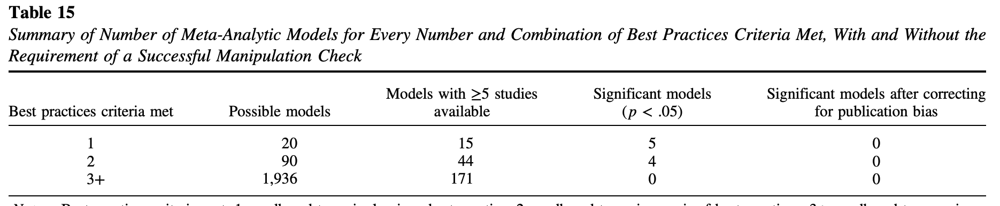 Table 15
Summary of Number of Meta-Analytic Models for Every Number and Combination of Best Practices Criteria Met, With and Without the
Requirement of a Successful Manipulation Check
Models with ≥5 studies Significant models Significant models after correcting
Best practices criteria met Possible models available (p < .05) for publication bias
1 20 15 5 0
2 90 44 4 0
3+ 1,936 171 0 0